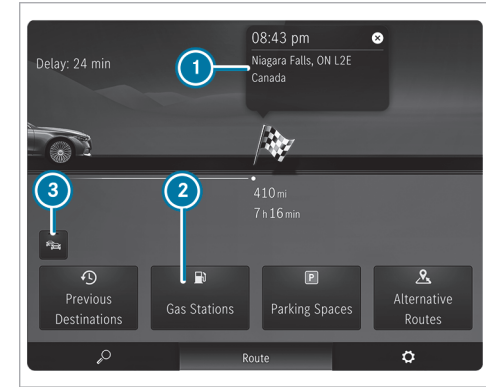 08:43 pm
Delay: 24 min
1
Niagara Falls, ON L2E
Canada
3
2
410 mi
7 h 16 min
Previous
Destinations
Gas Stations
P
Parking Spaces
Alternative
Routes
Route